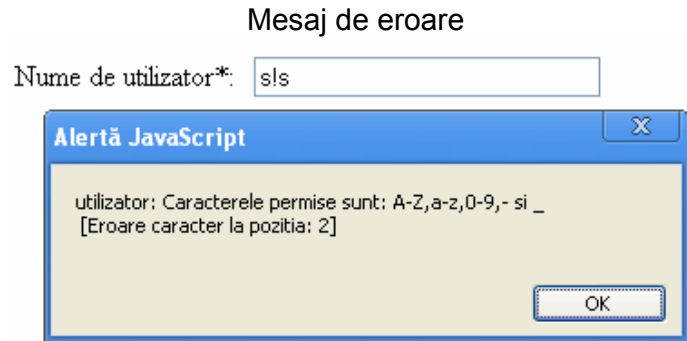 Mesaj de eroare
Nume de utilizator*: s!s
Alertă JavaScript
utilizator: Caracterele permise sunt: A-Z,a-z,0-9,- si _
[Eroare caracter la pozitia: 2]
OK